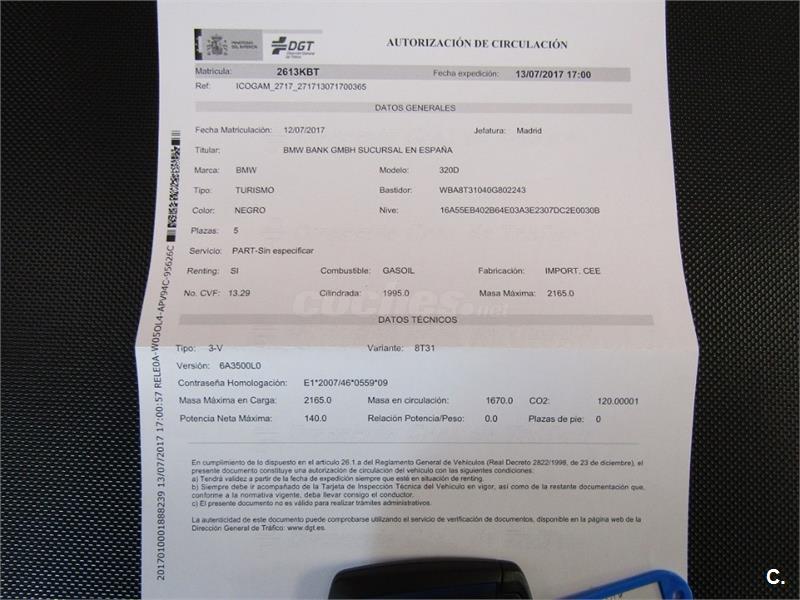 MINISTERIO DEL INTERIOR
DGT
Dirección General de Tráfico
AUTORIZACIÓN DE CIRCULACIÓN
Matrícula: 2613KBT Fecha expedición: 13/07/2017 17:00
Ref: ICOGAM_2717_271713071700365
DATOS GENERALES
Fecha Matriculación: 12/07/2017 Jefatura: Madrid
Titular: BMW BANK GMBH SUCURSAL EN ESPAÑA
Marca: BMW Modelo: 320D
Tipo: TURISMO Bastidor: WBA8T31040G802243
Color: NEGRO Nive: 16A55EB402B64E03A3E2307DC2E0030B
Plazas: 5
Servicio: PART-Sin especificar
Renting: SI Combustible: GASOIL Fabricación: IMPORT. CEE
No. CVF: 13.29 Cilindrada: 1995.0 Masa Máxima: 2165.0
coches.net
DATOS TÉCNICOS
Tipo: 3-V Variante: 8T31
Versión: 6A3500L0
Contraseña Homologación: E1*2007/46*0559*09
Masa Máxima en Carga: 2165.0 Masa en circulación: 1670.0 CO2: 120.00001
Potencia Neta Máxima: 140.0 Relación Potencia/Peso: 0.0 Plazas de pie: 0
En cumplimiento de lo dispuesto en el artículo 26.1.a del Reglamento General de Vehículos (Real Decreto 2822/1998, de 23 de diciembre), el
presente documento constituye una autorización de circulación del vehículo con las siguientes condiciones:
a) Tendrá validez a partir de la fecha de expedición siempre que esté en situación de renting.
b) Siempre debe ir acompañado de la Tarjeta de Inspección Técnica del Vehículo en vigor, así como de la restante documentación que,
conforme a la normativa vigente, deba llevar consigo el conductor.
c) El presente documento no es válido para realizar trámites administrativos.
La autenticidad de este documento puede comprobarse utilizando el servicio de verificación de documentos, disponible en la página web de la
Dirección General de Tráfico: www.dgt.es.
2017010001888239 13/07/2017 17:00:57 RELE0A-W05OL4-APV94C-95626C
C.